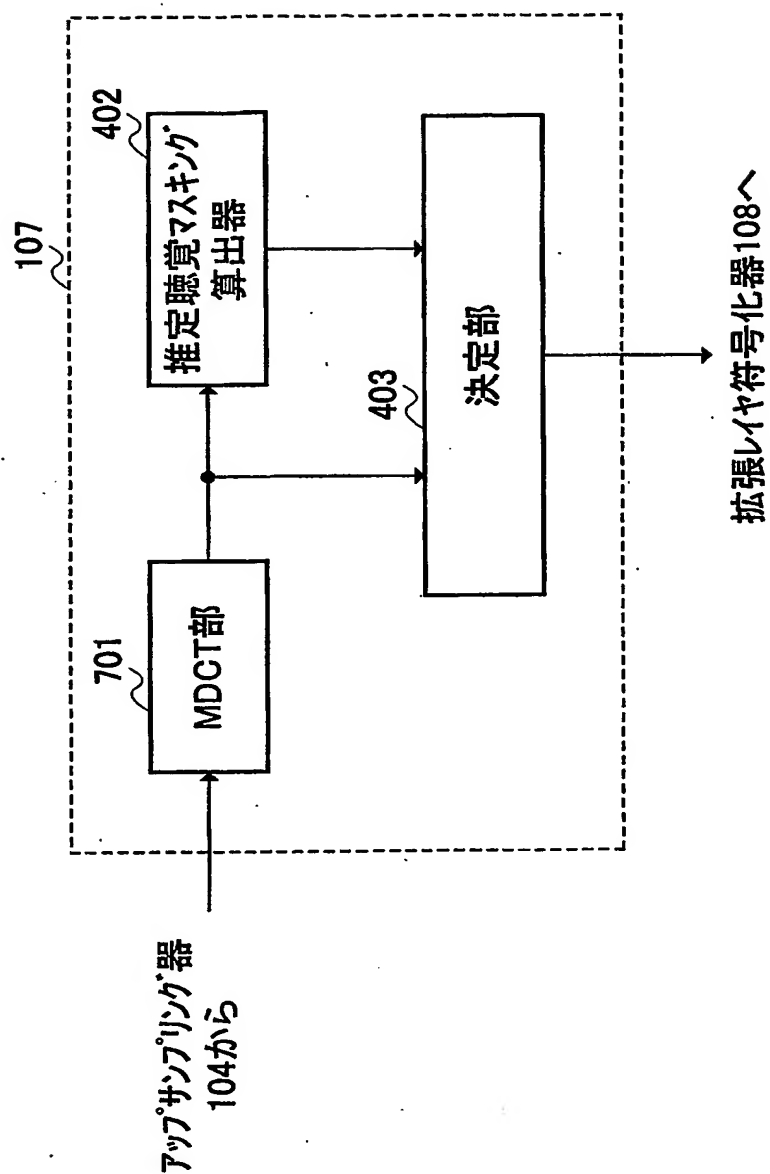 107
701
MDCT部
402
推定聴覚マスキング
算出器
403
決定部
アップサンプリング器
104から
拡張レイヤ符号化器108へ